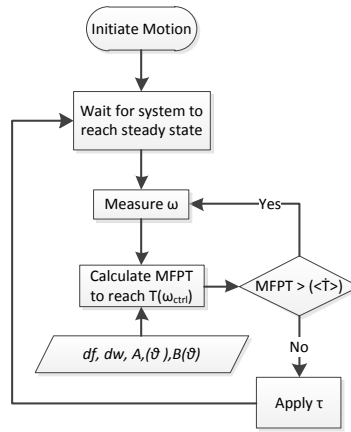 Initiate Motion
Wait for system to
reach steady state
Measure ω
Yes
Calculate MFPT
to reach T(ω_ctrl)
MFPT > (<Ṫ>)
df, dw, A,(ϑ ),B(ϑ)
No
Apply τ